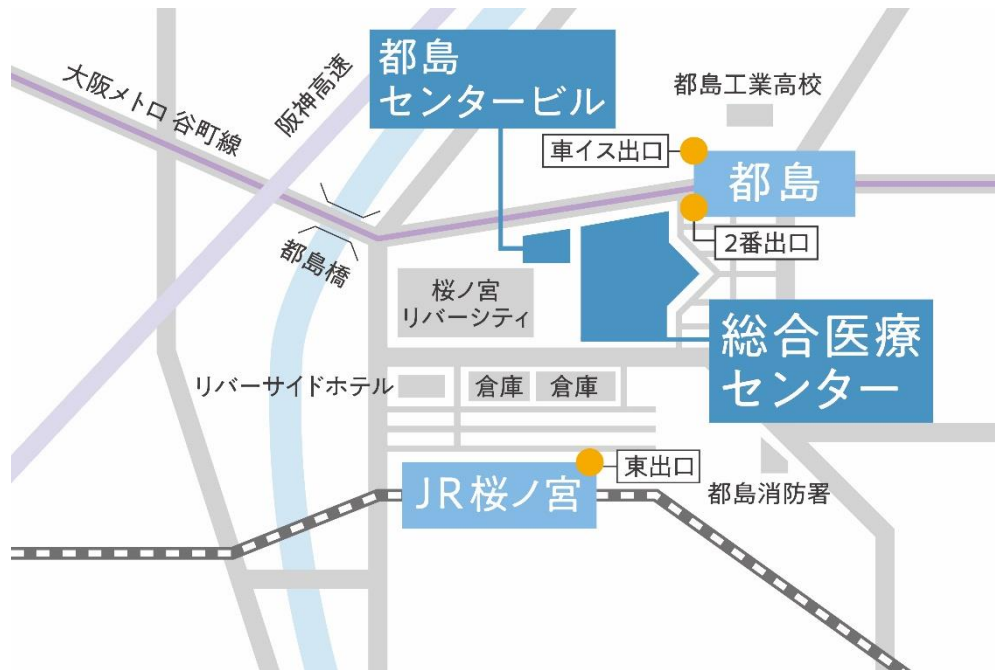 都島
センタービル
都島工業高校
阪神高速
大阪メトロ 谷町線
車イス出口
都島
2番出口
都島橋
桜ノ宮
リバーシティ
総合医療
センター
リバーサイドホテル
倉庫
倉庫
東出口
JR桜ノ宮
都島消防署